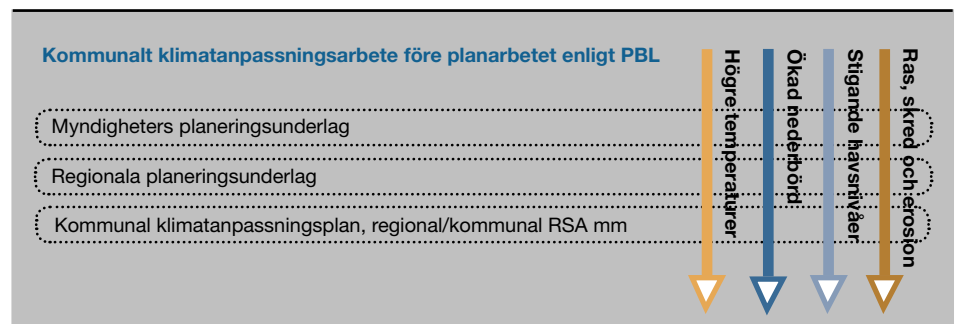 Kommunalt klimatanpassningsarbete före planarbetet enligt PBL
Myndigheters planeringsunderlag
Regionala planeringsunderlag
Kommunal klimatanpassningsplan, regional/kommunal RSA mm
Högre temperaturer
Ökad nederbörd
Stigande havsnivåer
Ras, skred och erosion